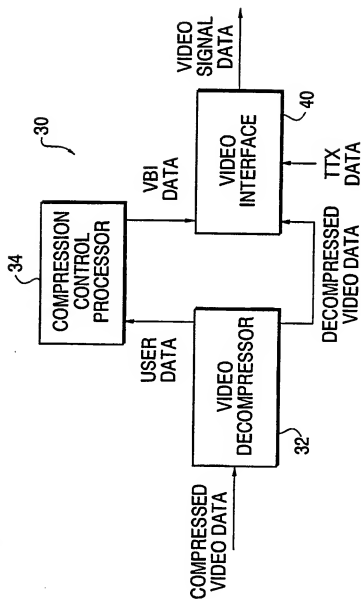 30
34
COMPRESSION
CONTROL
PROCESSOR
USER
DATA
VBI
DATA
COMPRESSED
VIDEO DATA
VIDEO
DECOMPRESSOR
32
DECOMPRESSED
VIDEO DATA
TTX
DATA
VIDEO
INTERFACE
40
VIDEO
SIGNAL
DATA